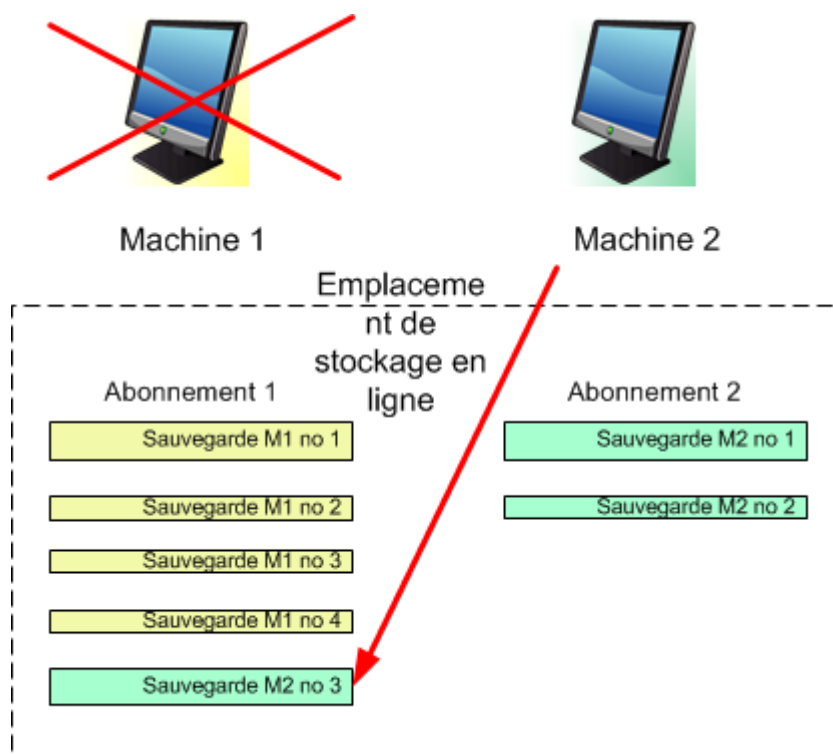 Machine 1
Machine 2
Emplaceme
nt de
stockage en
ligne
Abonnement 1
Sauvegarde M1 no 1
Sauvegarde M1 no 2
Sauvegarde M1 no 3
Sauvegarde M1 no 4
Sauvegarde M2 no 3
Abonnement 2
Sauvegarde M2 no 1
Sauvegarde M2 no 2